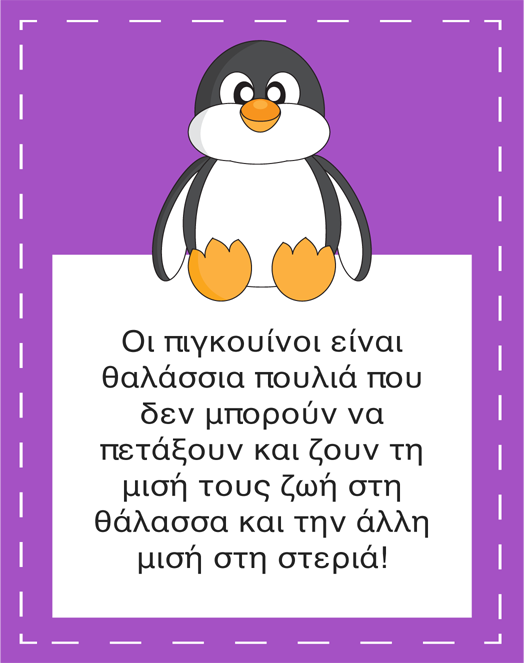 Οι πιγκουίνοι είναι
θαλάσσια πουλιά που
δεν μπορούν να
πετάξουν και ζουν τη
μισή τους ζωή στη
θάλασσα και την άλλη
μισή στη στεριά!